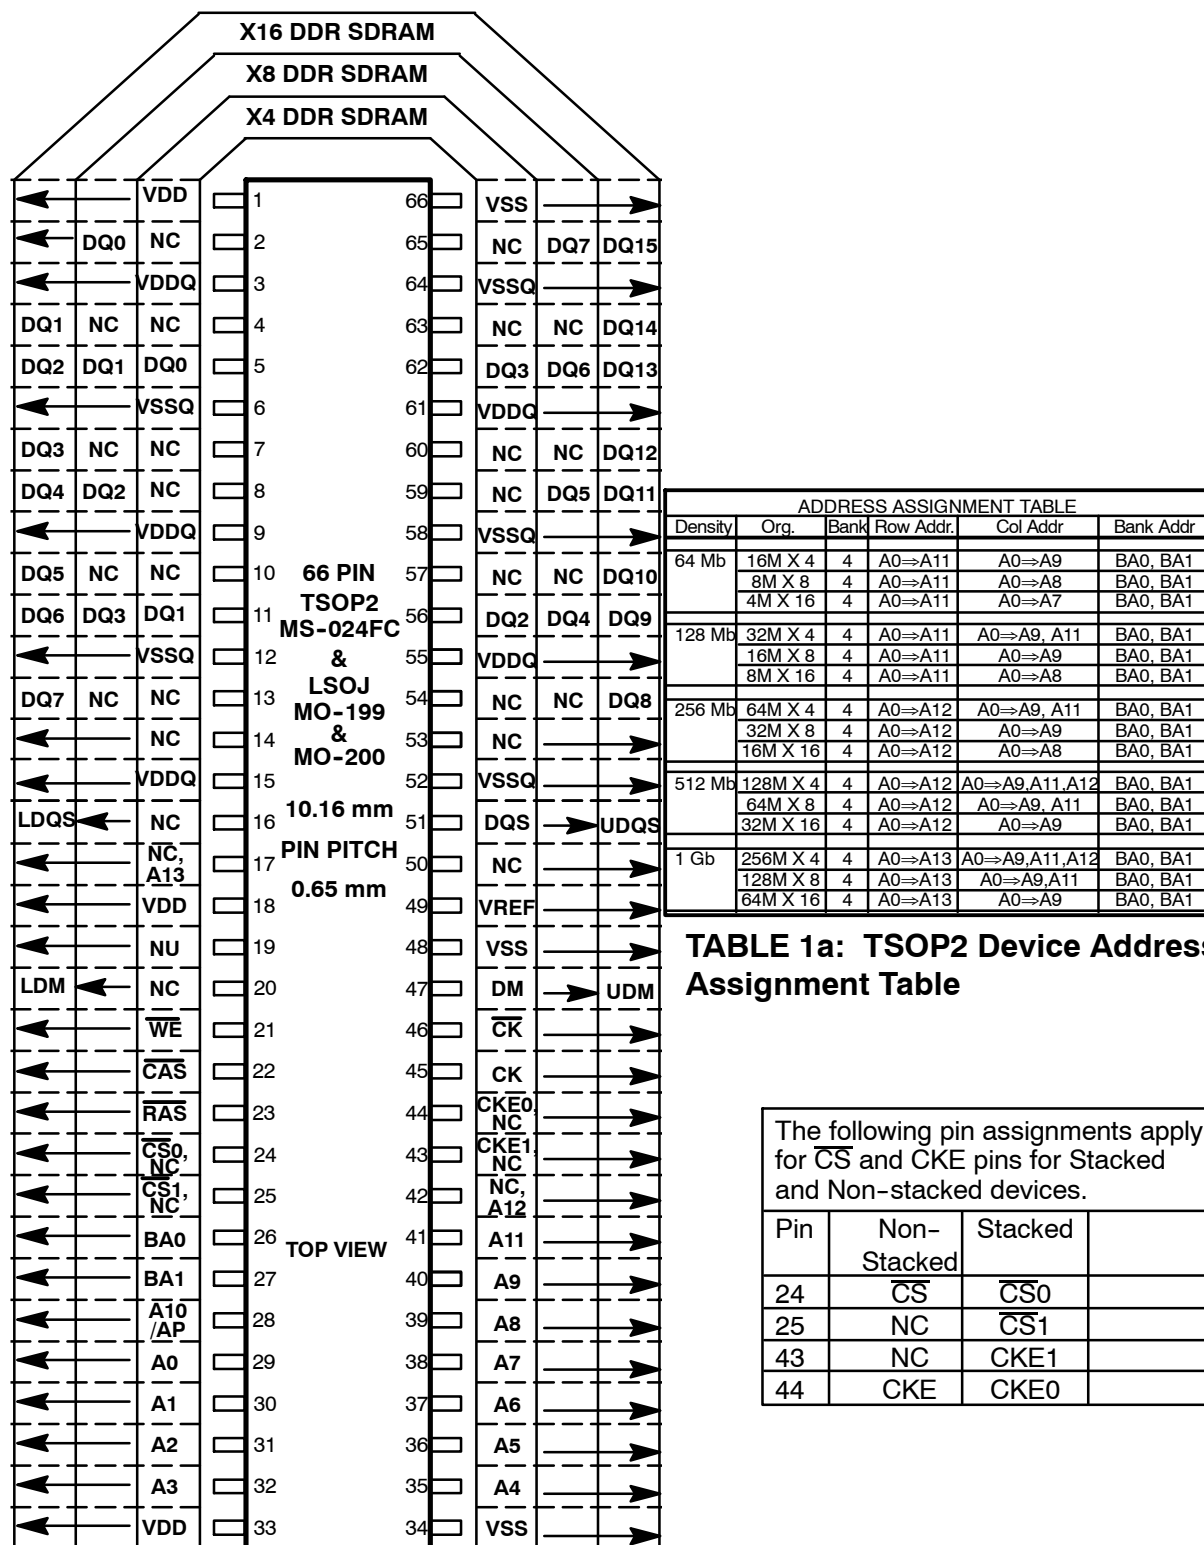 X16 DDR SDRAM
X8 DDR SDRAM
X4 DDR SDRAM
VDD 1 66 VSS
DQ0 NC 2 65 NC DQ7 DQ15
VDDQ 3 64 VSSQ
DQ1 NC NC 4 63 NC NC DQ14
DQ2 DQ1 DQ0 5 62 DQ3 DQ6 DQ13
VSSQ 6 61 VDDQ
DQ3 NC NC 7 60 NC NC DQ12
DQ4 DQ2 NC 8 59 NC DQ5 DQ11
VDDQ 9 58 VSSQ
DQ5 NC NC 10 57 NC NC DQ10
DQ6 DQ3 DQ1 11 56 DQ2 DQ4 DQ9
VSSQ 12 55 VDDQ
DQ7 NC NC 13 54 NC NC DQ8
NC 14 53 NC
VDDQ 15 52 VSSQ
LDQS NC 16 51 DQS UDQS
NC, A13 17 50 NC
VDD 18 49 VREF
NU 19 48 VSS
LDM NC 20 47 DM UDM
W̅E̅ 21 46 C̅K̅
C̅A̅S̅ 22 45 CK
R̅A̅S̅ 23 44 CKE0, NC
C̅S̅0, NC 24 43 CKE1, NC
C̅S̅1, NC 25 42 NC, A12
BA0 26 41 A11
BA1 27 40 A9
A10 /AP 28 39 A8
A0 29 38 A7
A1 30 37 A6
A2 31 36 A5
A3 32 35 A4
VDD 33 34 VSS
66 PIN
TSOP2
MS-024FC
&
LSOJ
MO-199
&
MO-200
10.16 mm
PIN PITCH
0.65 mm
TOP VIEW
ADDRESS ASSIGNMENT TABLE
Density Org. Bank Row Addr. Col Addr Bank Addr
64 Mb 16M X 4 4 A0⇒A11 A0⇒A9 BA0, BA1
8M X 8 4 A0⇒A11 A0⇒A8 BA0, BA1
4M X 16 4 A0⇒A11 A0⇒A7 BA0, BA1
128 Mb 32M X 4 4 A0⇒A11 A0⇒A9, A11 BA0, BA1
16M X 8 4 A0⇒A11 A0⇒A9 BA0, BA1
8M X 16 4 A0⇒A11 A0⇒A8 BA0, BA1
256 Mb 64M X 4 4 A0⇒A12 A0⇒A9, A11 BA0, BA1
32M X 8 4 A0⇒A12 A0⇒A9 BA0, BA1
16M X 16 4 A0⇒A12 A0⇒A8 BA0, BA1
512 Mb 128M X 4 4 A0⇒A12 A0⇒A9,A11,A12 BA0, BA1
64M X 8 4 A0⇒A12 A0⇒A9, A11 BA0, BA1
32M X 16 4 A0⇒A12 A0⇒A9 BA0, BA1
1 Gb 256M X 4 4 A0⇒A13 A0⇒A9,A11,A12 BA0, BA1
128M X 8 4 A0⇒A13 A0⇒A9,A11 BA0, BA1
64M X 16 4 A0⇒A13 A0⇒A9 BA0, BA1
TABLE 1a: TSOP2 Device Address
Assignment Table
The following pin assignments apply
for C̅S̅ and CKE pins for Stacked
and Non-stacked devices.
Pin Non-Stacked Stacked
24 C̅S̅ C̅S̅0
25 NC C̅S̅1
43 NC CKE1
44 CKE CKE0